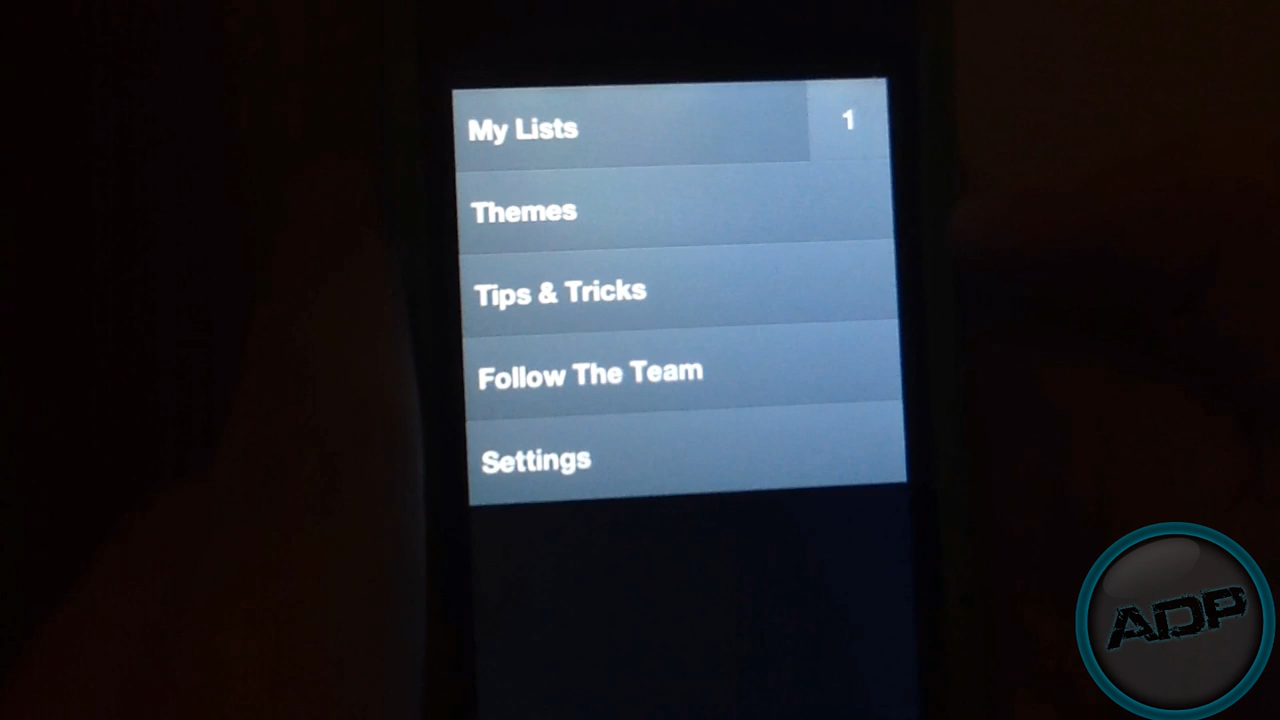 My Lists 1
Themes
Tips & Tricks
Follow The Team
Settings
ADP